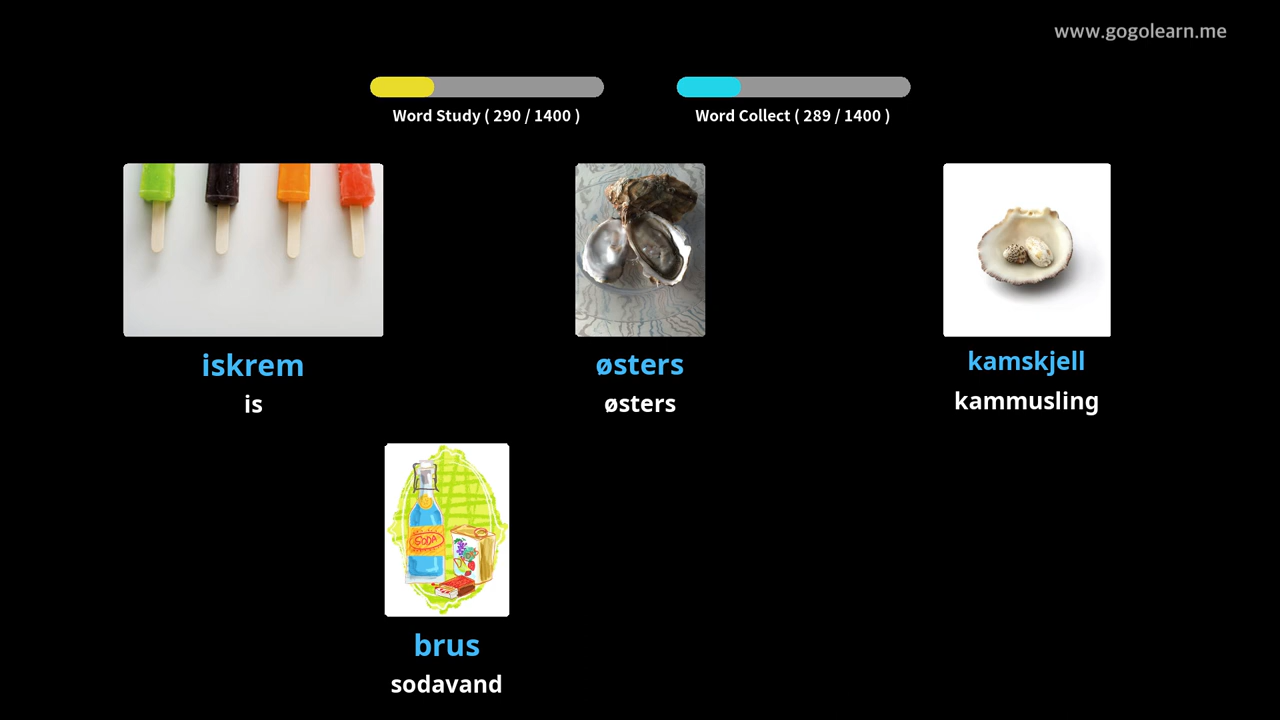 www.gogolearn.me
Word Study ( 290 / 1400 )
Word Collect ( 289 / 1400 )
iskrem
is
østers
østers
kamskjell
kammusling
SODA
brus
sodavand